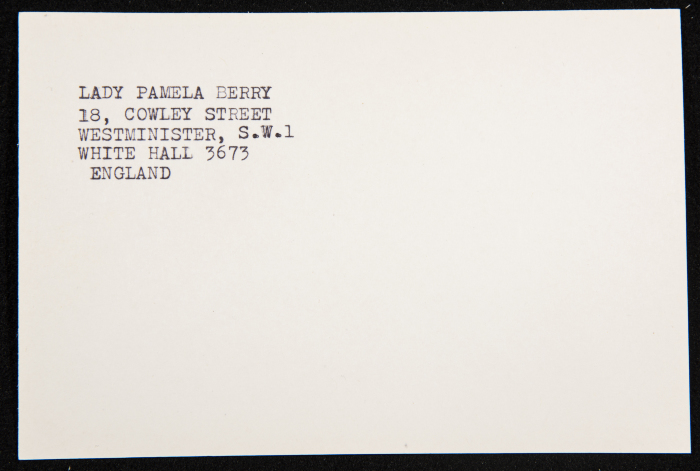 LADY PAMELA BERRY
18, COWLEY STREET
WESTMINISTER, S.W.1
WHITE HALL 3673
ENGLAND